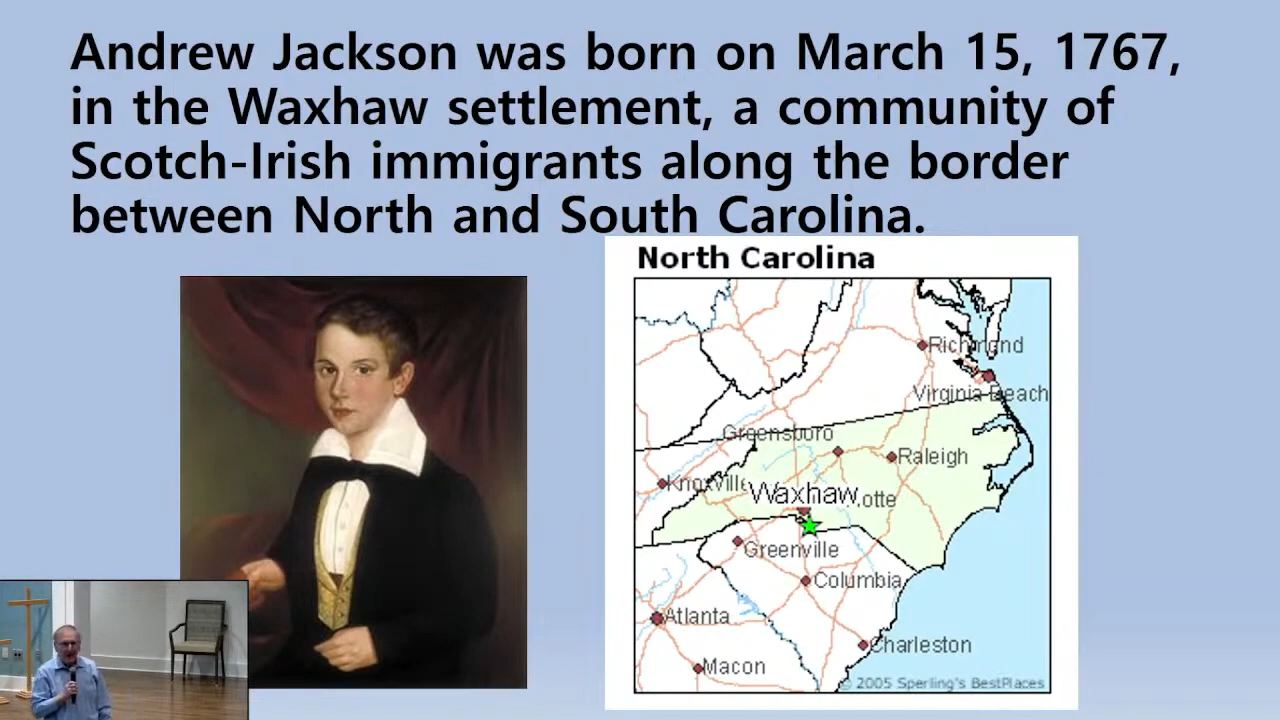 Andrew Jackson was born on March 15, 1767,
in the Waxhaw settlement, a community of
Scotch-Irish immigrants along the border
between North and South Carolina.
North Carolina
Richmond
Virginia Beach
Greensboro
Raleigh
Knoxville
Waxhaw
otte
Greenville
Columbia
Atlanta
Charleston
Macon
© 2005 Sperling's BestPlaces